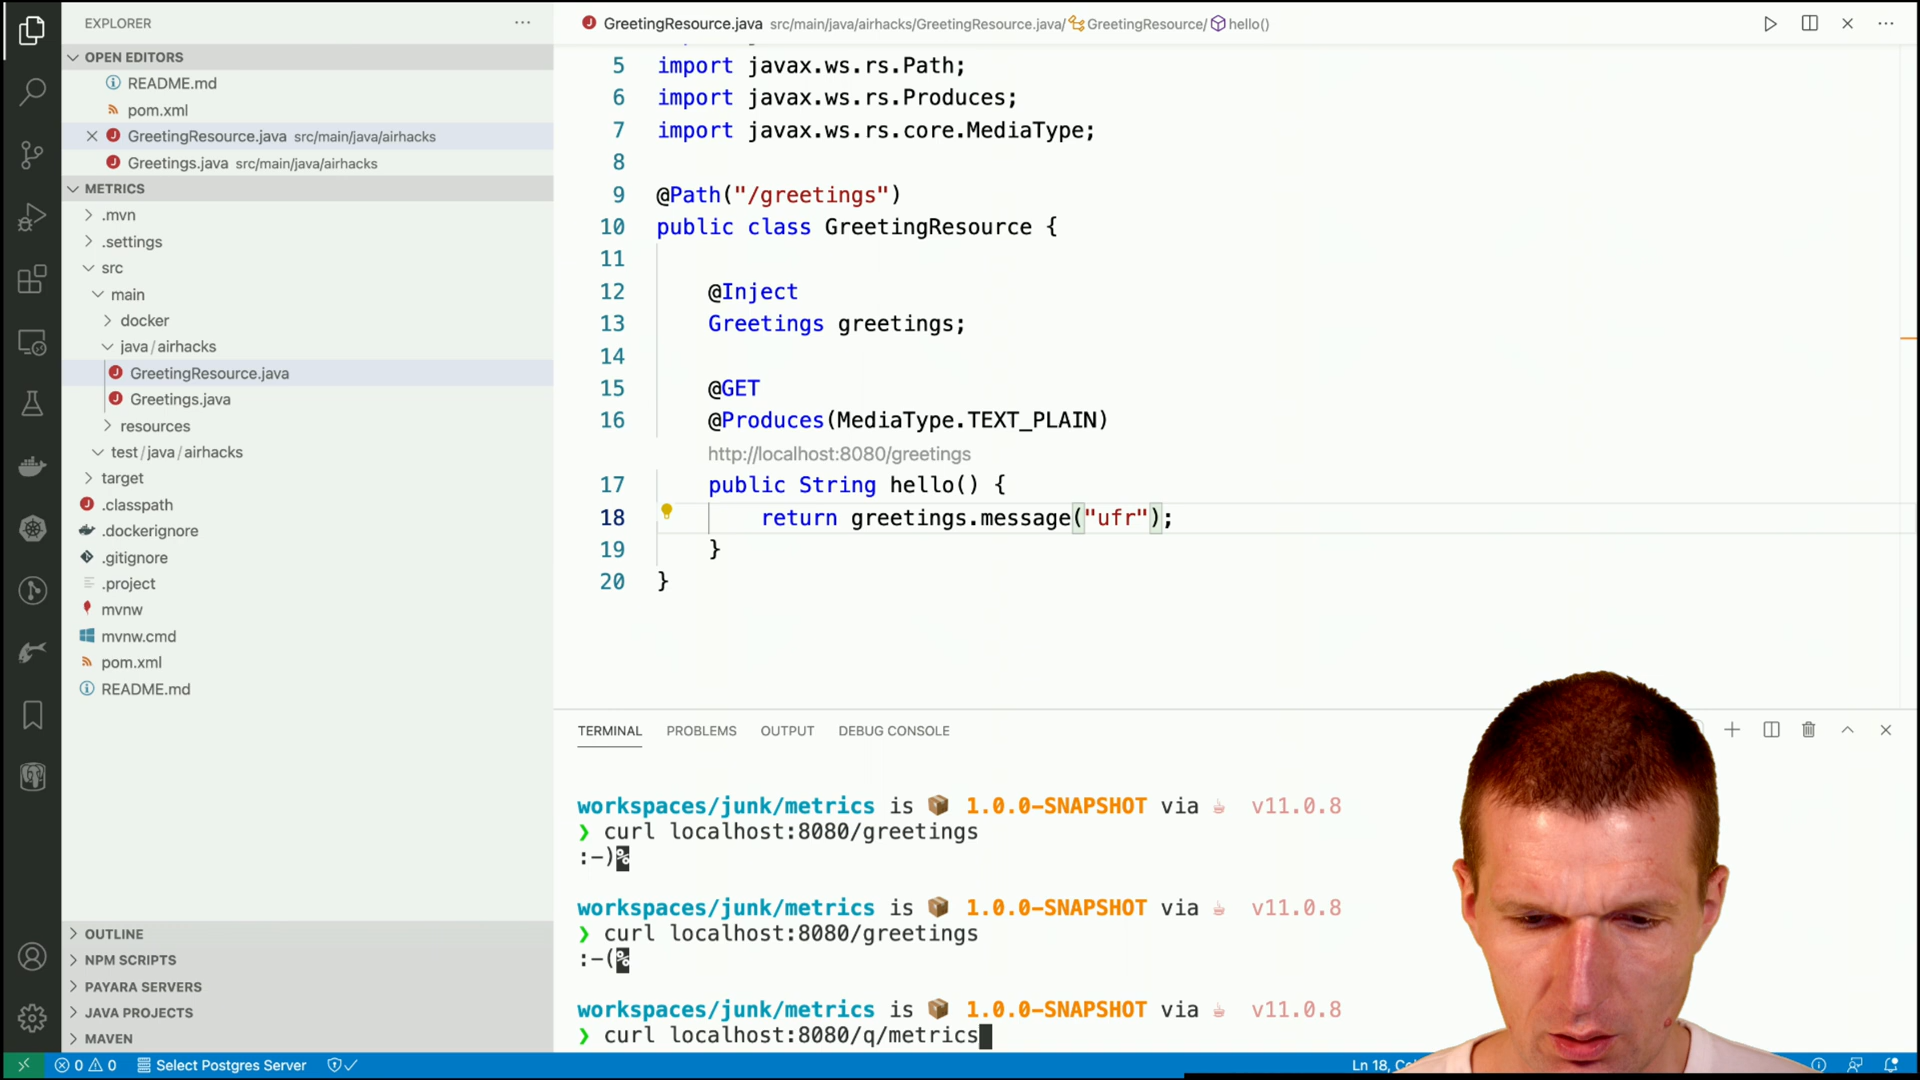 EXPLORER
OPEN EDITORS
README.md
pom.xml
GreetingResource.java src/main/java/airhacks
Greetings.java src/main/java/airhacks
METRICS
.mvn
.settings
src
main
docker
java/airhacks
GreetingResource.java
Greetings.java
resources
test/java/airhacks
target
.classpath
.dockerignore
.gitignore
.project
mvnw
mvnw.cmd
pom.xml
README.md
OUTLINE
NPM SCRIPTS
PAYARA SERVERS
JAVA PROJECTS
MAVEN
GreetingResource.java src/main/java/airhacks/GreetingResource.java/ GreetingResource/ hello()
5 import javax.ws.rs.Path;
6 import javax.ws.rs.Produces;
7 import javax.ws.rs.core.MediaType;
8
9 @Path("/greetings")
10 public class GreetingResource {
11
12 @Inject
13 Greetings greetings;
14
15 @GET
16 @Produces(MediaType.TEXT_PLAIN)
http://localhost:8080/greetings
17 public String hello() {
18 return greetings.message("ufr");
19 }
20 }
TERMINAL PROBLEMS OUTPUT DEBUG CONSOLE
workspaces/junk/metrics is 📦 1.0.0-SNAPSHOT via ☕ v11.0.8
❯ curl localhost:8080/greetings
:-)%
workspaces/junk/metrics is 📦 1.0.0-SNAPSHOT via ☕ v11.0.8
❯ curl localhost:8080/greetings
:-(%
workspaces/junk/metrics is 📦 1.0.0-SNAPSHOT via ☕ v11.0.8
❯ curl localhost:8080/q/metrics
0 0 Select Postgres Server Ln 18,